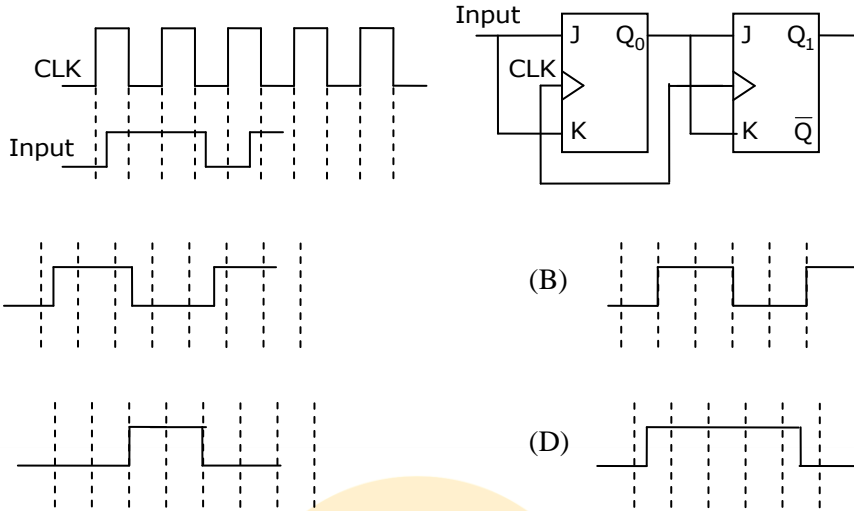 Input
J Q0 J Q1
CLK CLK
K K Q̅
Input
(B)
(D)